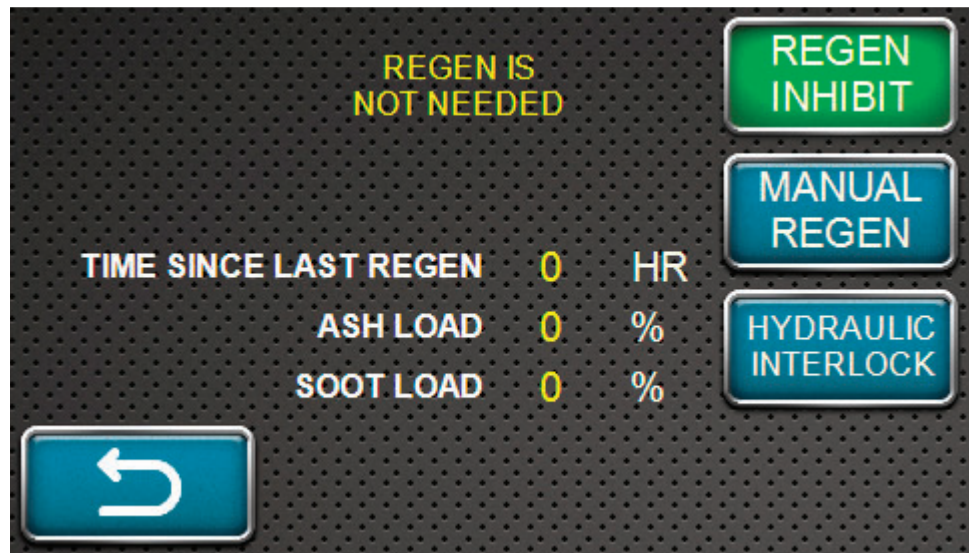 REGEN IS
NOT NEEDED
REGEN
INHIBIT
MANUAL
REGEN
TIME SINCE LAST REGEN 0 HR
ASH LOAD 0 %
SOOT LOAD 0 %
HYDRAULIC
INTERLOCK